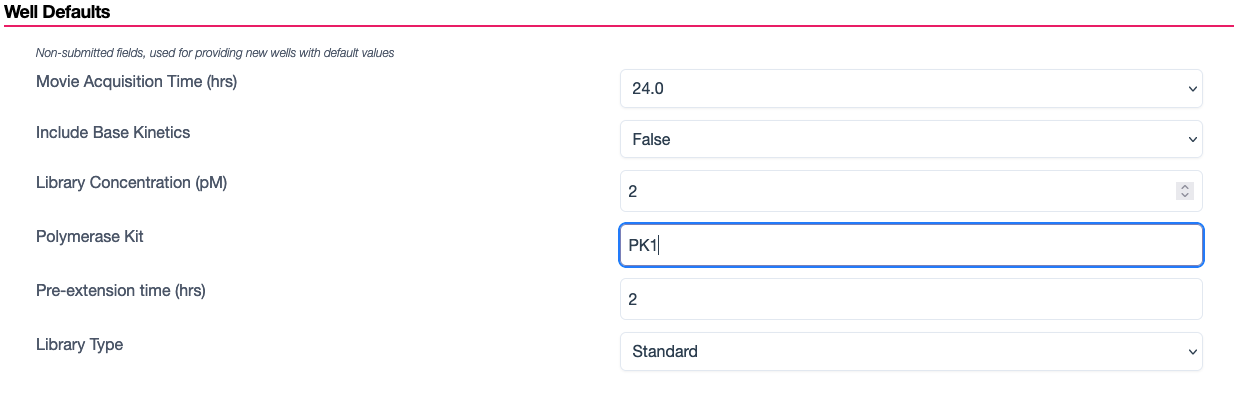 Well Defaults
Non-submitted fields, used for providing new wells with default values
Movie Acquisition Time (hrs)
24.0
Include Base Kinetics
False
Library Concentration (pM)
2
Polymerase Kit
PK1
Pre-extension time (hrs)
2
Library Type
Standard